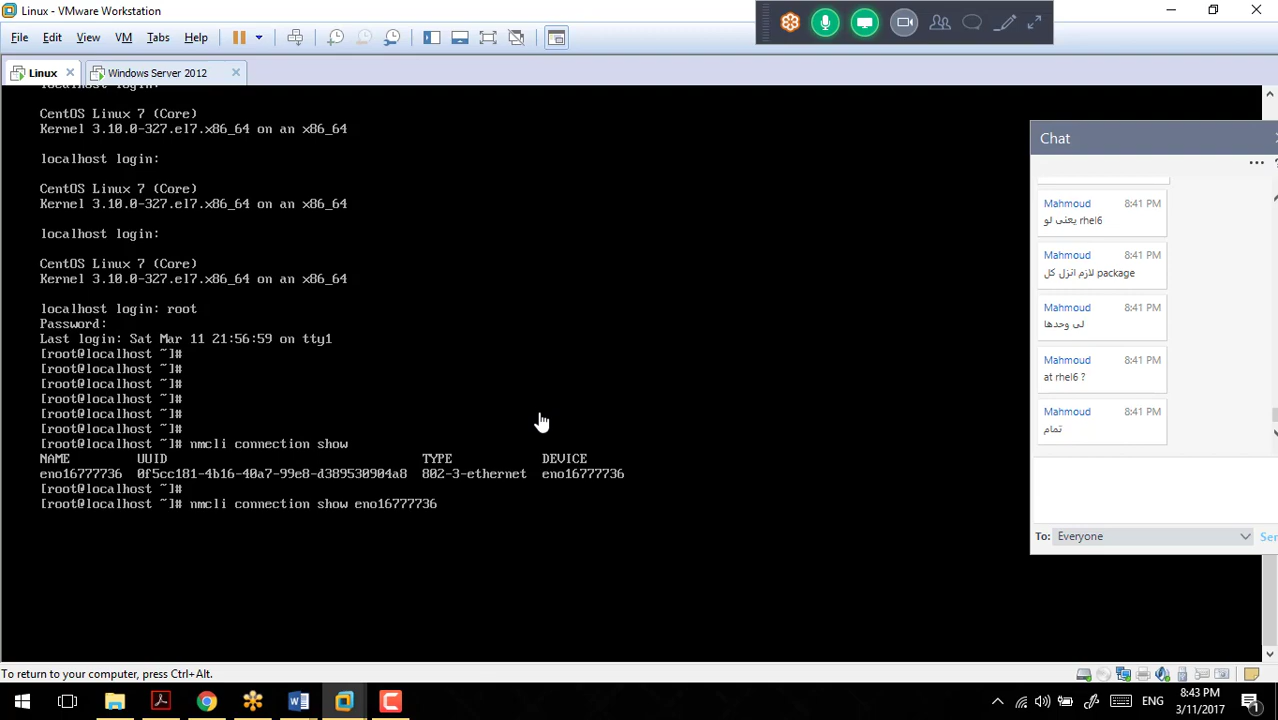 Linux - VMware Workstation
File Edit View VM Tabs Help
Linux
Windows Server 2012
localhost login:
CentOS Linux 7 (Core)
Kernel 3.10.0-327.el7.x86_64 on an x86_64
localhost login:
CentOS Linux 7 (Core)
Kernel 3.10.0-327.el7.x86_64 on an x86_64
localhost login:
CentOS Linux 7 (Core)
Kernel 3.10.0-327.el7.x86_64 on an x86_64
localhost login: root
Password:
Last login: Sat Mar 11 21:56:59 on tty1
[root@localhost ~]#
[root@localhost ~]#
[root@localhost ~]#
[root@localhost ~]#
[root@localhost ~]#
[root@localhost ~]#
[root@localhost ~]# nmcli connection show
NAME UUID TYPE DEVICE
eno16777736 0f5cc181-4b16-40a7-99e8-d389530904a8 802-3-ethernet eno16777736
[root@localhost ~]#
[root@localhost ~]# nmcli connection show eno16777736
Chat
Mahmoud 8:41 PM
يعنى لو rhel6
Mahmoud 8:41 PM
لازم انزل كل package
Mahmoud 8:41 PM
لى وحدها
Mahmoud 8:41 PM
at rhel6 ?
Mahmoud 8:41 PM
تمام
To: Everyone
To return to your computer, press Ctrl+Alt.
ENG
8:43 PM
3/11/2017
1